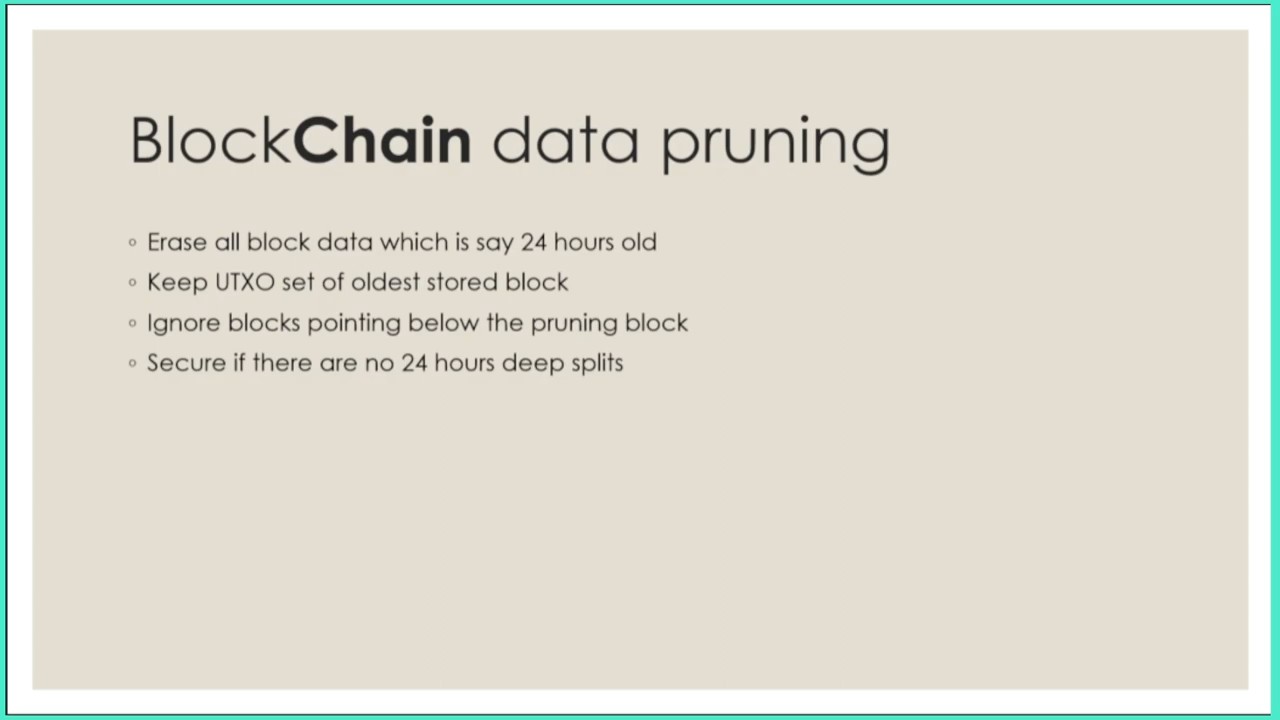 BlockChain data pruning
◦ Erase all block data which is say 24 hours old
◦ Keep UTXO set of oldest stored block
◦ Ignore blocks pointing below the pruning block
◦ Secure if there are no 24 hours deep splits